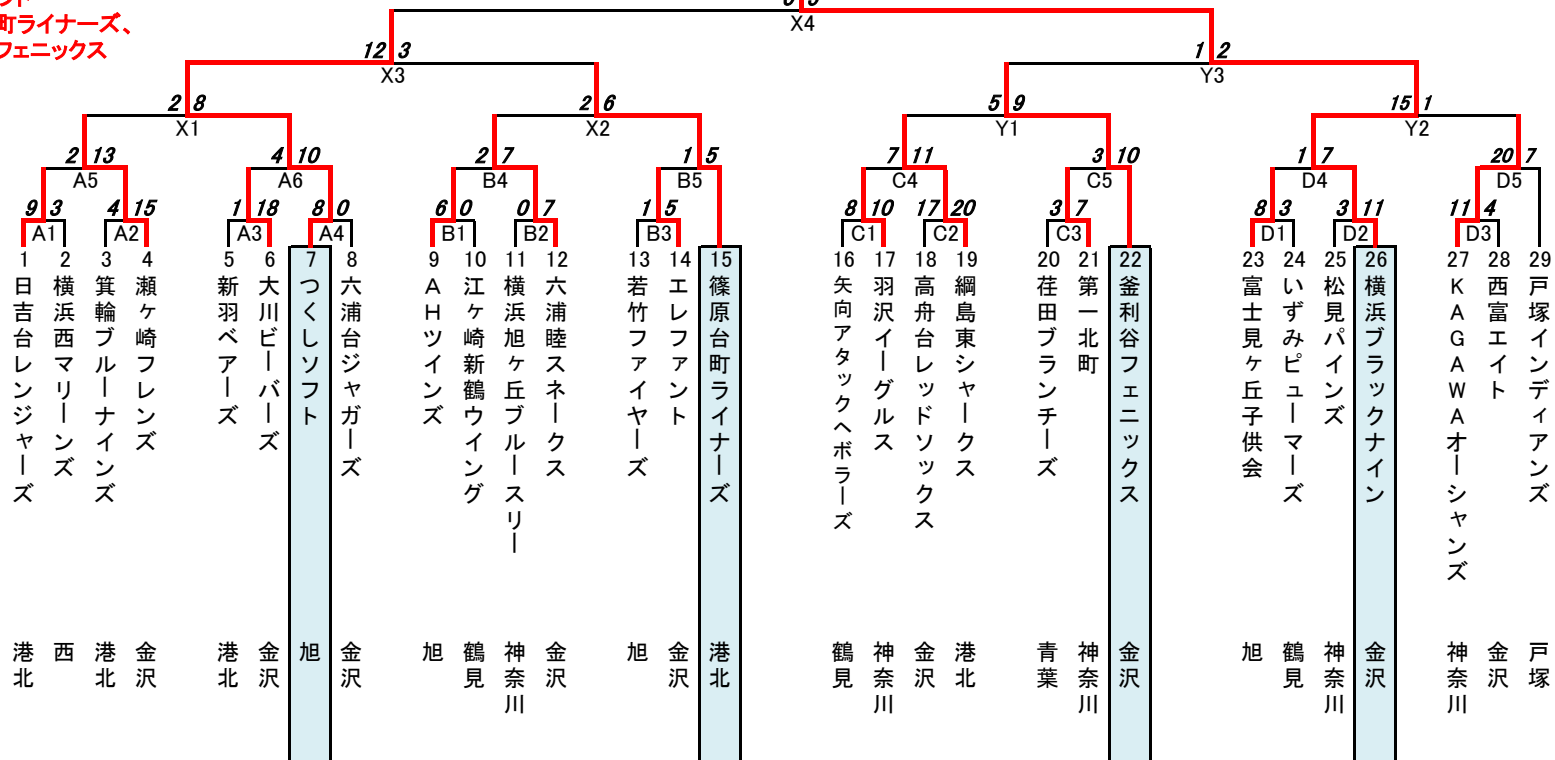 町ライナーズ、
フェニックス
X4
12 3
X3
1 2
Y3
2 8
X1
2 6
X2
5 9
Y1
15 1
Y2
2 13
A5
4 10
A6
2 7
B4
1 5
B5
7 11
C4
3 10
C5
1 7
D4
20 7
D5
9 3
A1
4 15
A2
1 18
A3
8 0
A4
6 0
B1
0 7
B2
1 5
B3
8 10
C1
17 20
C2
3 7
C3
8 3
D1
3 11
D2
11 4
D3
1 日吉台レンジャーズ 港北
2 横浜西マリーンズ 西
3 箕輪ブルーナインズ 港北
4 瀬ヶ崎フレンズ 金沢
5 新羽ベアーズ 港北
6 大川ビーバーズ 金沢
7 つくしソフト 旭
8 六浦台ジャガーズ 金沢
9 AHツインズ 旭
10 江ヶ崎新鶴ウイング 鶴見
11 横浜旭ヶ丘ブルースリー 神奈川
12 六浦睦スネークス 金沢
13 若竹ファイヤーズ 旭
14 エレファント 金沢
15 篠原台町ライナーズ 港北
16 矢向アタックヘボラーズ 鶴見
17 羽沢イーグルス 神奈川
18 高舟台レッドソックス 金沢
19 綱島東シャークス 港北
20 荏田ブランチーズ 青葉
21 第一北町 神奈川
22 釜利谷フェニックス 金沢
23 富士見ヶ丘子供会 旭
24 いずみピューマーズ 鶴見
25 松見パインズ 神奈川
26 横浜ブラックナイン 金沢
27 KAGAWAオーシャンズ 神奈川
28 西富エイト 金沢
29 戸塚インディアンズ 戸塚